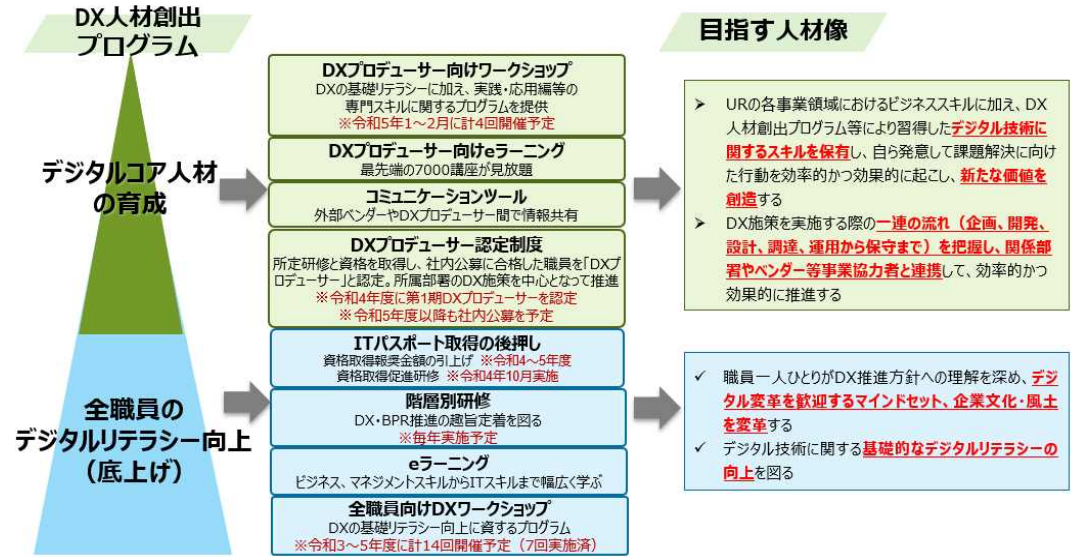 DX人材創出
プログラム
目指す人材像
デジタルコア人材
の育成
DXプロデューサー向けワークショップ
DXの基礎リテラシーに加え、実践・応用編等の
専門スキルに関するプログラムを提供
※令和5年1～2月に計4回開催予定
DXプロデューサー向けeラーニング
最先端の7000講座が見放題
コミュニケーションツール
外部ベンダーやDXプロデューサー間で情報共有
DXプロデューサー認定制度
所定研修と資格を取得し、社内公募に合格した職員を「DXプ
ロデューサー」と認定。所属部署のDX施策を中心となって推進
※令和4年度に第1期DXプロデューサーを認定
※令和5年度以降も社内公募を予定
➢ URの各事業領域におけるビジネススキルに加え、DX
人材創出プログラム等により習得したデジタル技術に
関するスキルを保有し、自ら発意して課題解決に向け
た行動を効率的かつ効果的に起こし、新たな価値を
創造する
➢ DX施策を実施する際の一連の流れ（企画、開発、
設計、調達、運用から保守まで）を把握し、関係部
署やベンダー等事業協力者と連携して、効率的かつ
効果的に推進する
全職員の
デジタルリテラシー向上
（底上げ）
ITパスポート取得の後押し
資格取得報奨金額の引上げ ※令和4～5年度
資格取得促進研修 ※令和4年10月実施
階層別研修
DX・BPR推進の趣旨定着を図る
※毎年実施予定
eラーニング
ビジネス、マネジメントスキルからITスキルまで幅広く学ぶ
全職員向けDXワークショップ
DXの基礎リテラシー向上に資するプログラム
※令和3～5年度に計14回開催予定（7回実施済）
✓ 職員一人ひとりがDX推進方針への理解を深め、デジ
タル変革を歓迎するマインドセット、企業文化・風土
を変革する
✓ デジタル技術に関する基礎的なデジタルリテラシーの
向上を図る